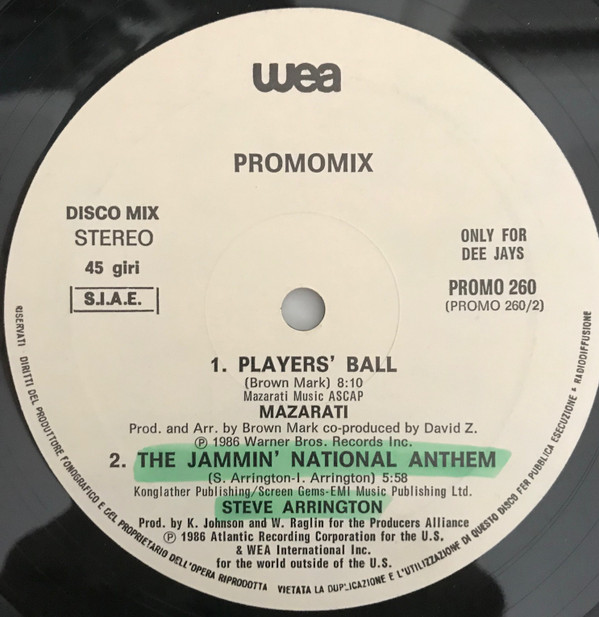 wea
PROMOMIX
DISCO MIX
STEREO
45 giri
S.I.A.E.
ONLY FOR
DEE JAYS
PROMO 260
(PROMO 260/2)
1. PLAYERS' BALL
(Brown Mark) 8:10
Mazarati Music ASCAP
MAZARATI
Prod. and Arr. by Brown Mark co-produced by David Z.
℗ 1986 Warner Bros. Records Inc.
2. THE JAMMIN' NATIONAL ANTHEM
(S. Arrington-I. Arrington) 5:58
Konglather Publishing/Screen Gems-EMI Music Publishing Ltd.
STEVE ARRINGTON
Prod. by K. Johnson and W. Raglin for the Producers Alliance
℗ 1986 Atlantic Recording Corporation for the U.S.
& WEA International Inc.
for the world outside of the U.S.
RISERVATI DIRITTI DEL PRODUTTORE FONOGRAFICO E DEL PROPRIETARIO DELL'OPERA RIPRODOTTA VIETATA LA DUPLICAZIONE E L'UTILIZZAZIONE DI QUESTO DISCO PER PUBBLICA ESECUZIONE & RADIODIFFUSIONE